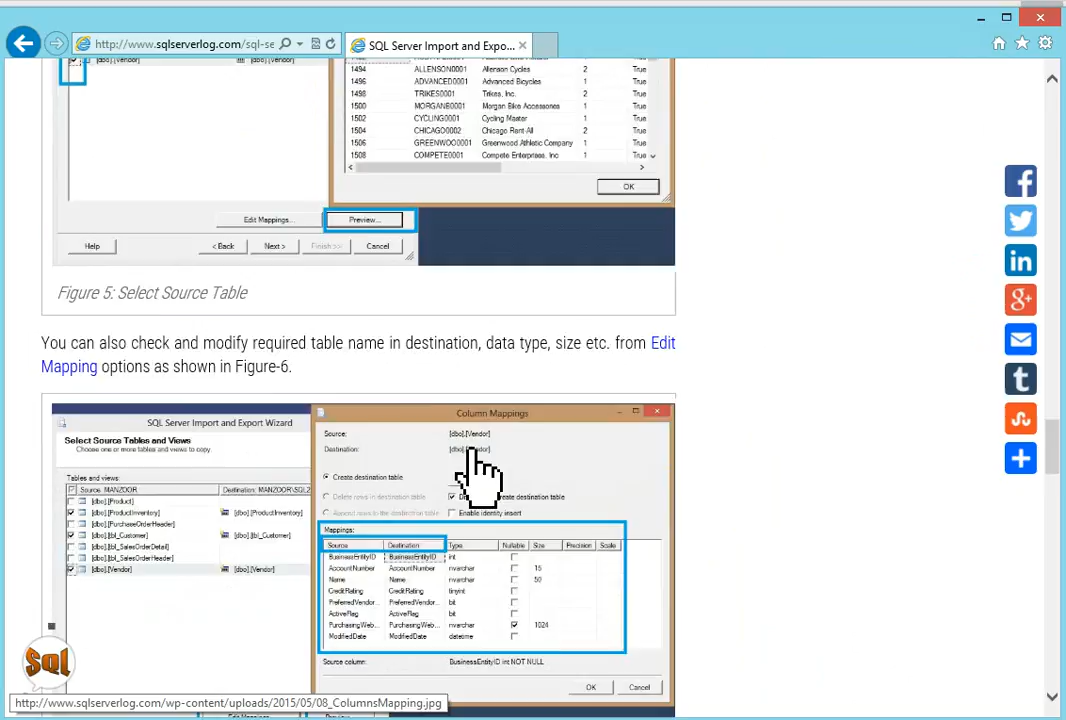 http://www.sqlserverlog.com/sql-se
SQL Server Import and Expo...
[dbo].[Vendor] [dbo].[Vendor]
1494 ALLENSON0001 Allenson Cycles 2 True
1496 ADVANCED0001 Advanced Bicycles 1 True
1498 TRIKES0001 Trikes, Inc. 2 True
1500 MORGANB0001 Morgan Bike Accessories 1 True
1502 CYCLING0001 Cycling Master 1 True
1504 CHICAGO0002 Chicago Rent-All 2 True
1506 GREENWOO0001 Greenwood Athletic Company 1 True
1508 COMPETE0001 Compete Enterprises, Inc 1 True
OK
Edit Mappings... Preview...
Help < Back Next > Finish >>| Cancel
Figure 5: Select Source Table
You can also check and modify required table name in destination, data type, size etc. from Edit
Mapping options as shown in Figure-6.
SQL Server Import and Export Wizard
Select Source Tables and Views
Choose one or more tables and views to copy.
Tables and views:
Source: MANZOOR Destination: MANZOOR\SQL2
[dbo].[Product]
[dbo].[ProductInventory] [dbo].[ProductInventory]
[dbo].[PurchaseOrderHeader]
[dbo].[tbl_Customer] [dbo].[tbl_Customer]
[dbo].[tbl_SalesOrderDetail]
[dbo].[tbl_SalesOrderHeader]
[dbo].[Vendor] [dbo].[Vendor]
Column Mappings
Source: [dbo].[Vendor]
Destination: [dbo].[Vendor]
Create destination table
Delete rows in destination table create destination table
Append rows to the destination table Enable identity insert
Mappings:
Source Destination Type Nullable Size Precision Scale
BusinessEntityID BusinessEntityID int
AccountNumber AccountNumber nvarchar 15
Name Name nvarchar 50
CreditRating CreditRating tinyint
PreferredVendor... PreferredVendor... bit
ActiveFlag ActiveFlag bit
PurchasingWeb... PurchasingWeb... nvarchar 1024
ModifiedDate ModifiedDate datetime
Source column: BusinessEntityID int NOT NULL
OK Cancel
Sql
http://www.sqlserverlog.com/wp-content/uploads/2015/05/08_ColumnsMapping.jpg